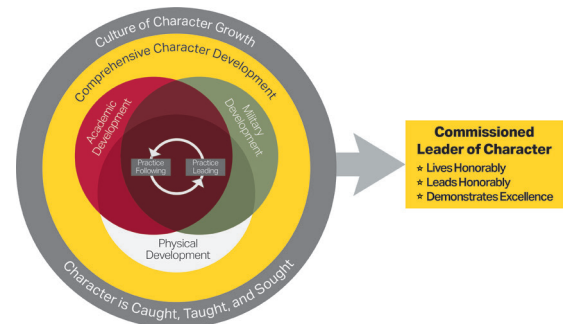 Culture of Character Growth
Comprehensive Character Development
Academic
Development
Military
Development
Practice
Following
Practice
Leading
Physical
Development
Character is Caught, Taught, and Sought
Commissioned
Leader of Character
☆ Lives Honorably
☆ Leads Honorably
☆ Demonstrates Excellence